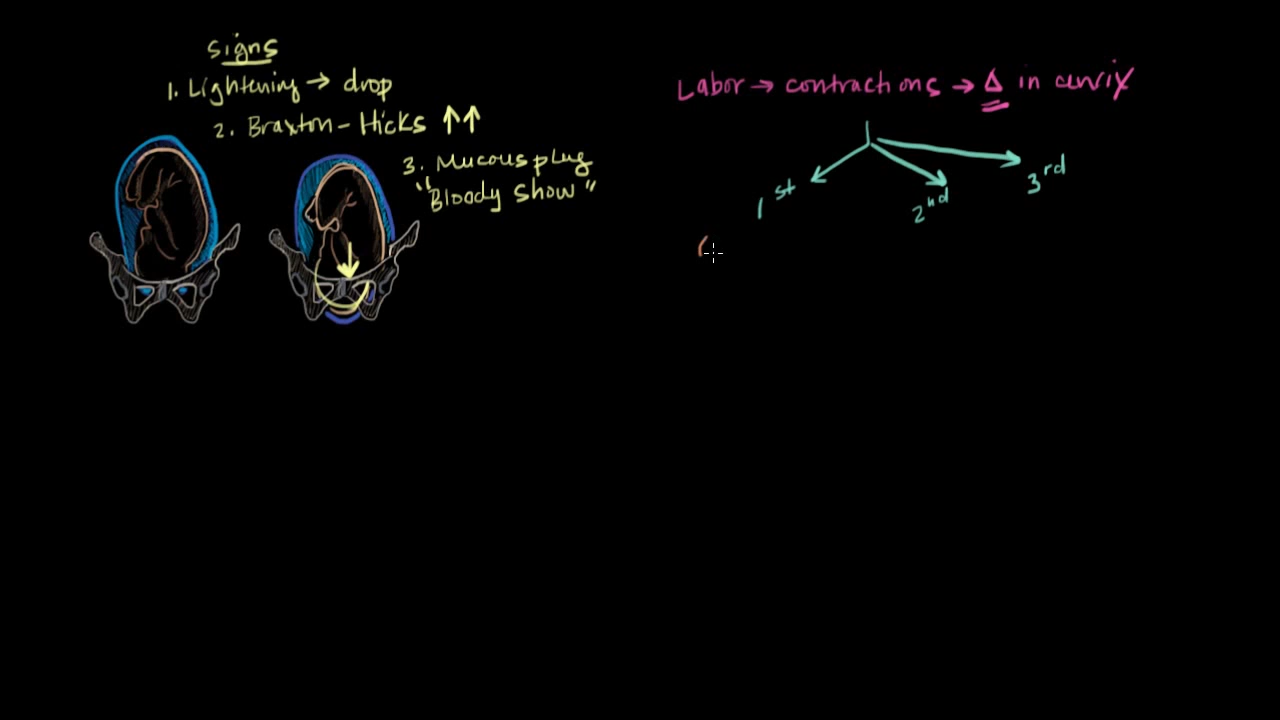 signs
1. Lightening → drop
2. Braxton-Hicks ↑↑
3. Mucous plug
"Bloody show"
Labor → contractions → Δ in cervix
1st
2nd
3rd